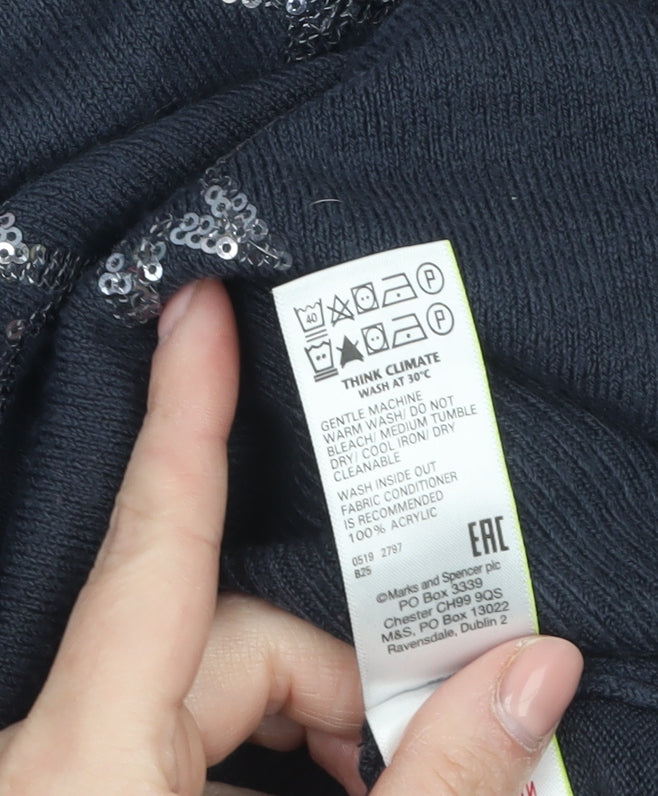 40 P
P
THINK CLIMATE
WASH AT 30°C
GENTLE MACHINE
WARM WASH/ DO NOT
BLEACH/ MEDIUM TUMBLE
DRY/ COOL IRON/ DRY
CLEANABLE
WASH INSIDE OUT
FABRIC CONDITIONER
IS RECOMMENDED
100% ACRYLIC
0519 2797
B25
EAC
©Marks and Spencer plc
PO Box 3339
Chester CH99 9QS
M&S, PO Box 13022
Ravensdale, Dublin 2